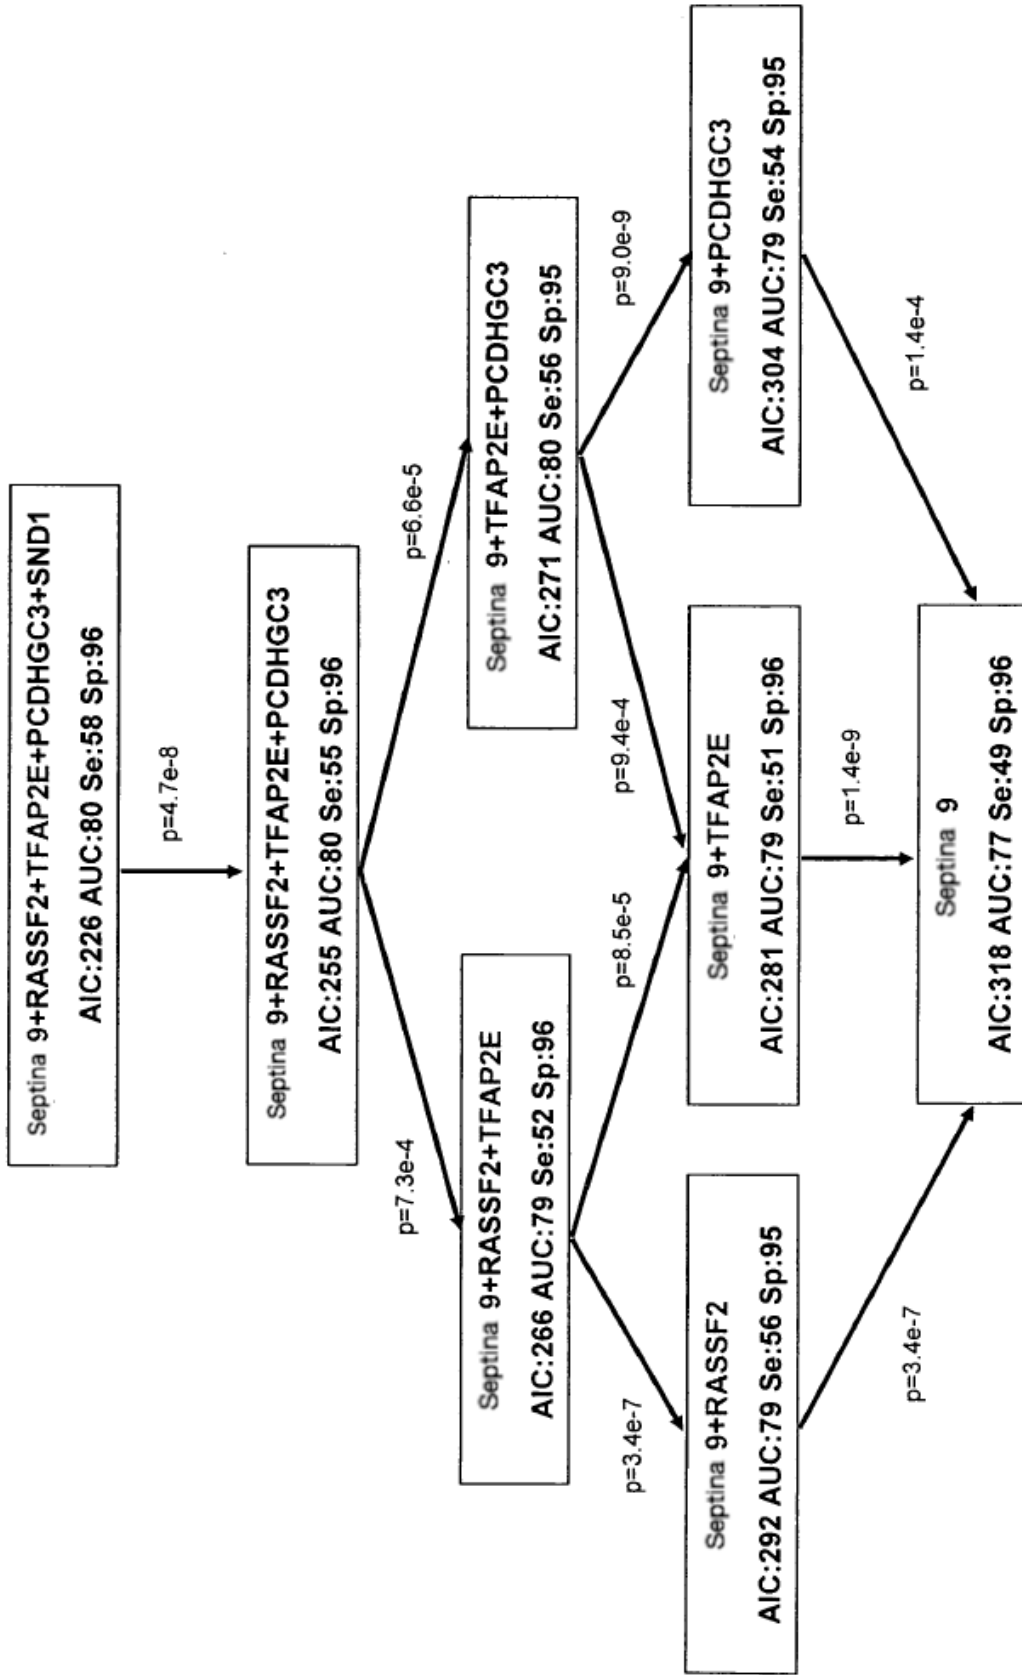 Septina 9+RASSF2+TFAP2E+PCDHGC3+SND1
AIC:226 AUC:80 Se:58 Sp:96
p=4.7e-8
Septina 9+RASSF2+TFAP2E+PCDHGC3
AIC:255 AUC:80 Se:55 Sp:96
p=7.3e-4
p=6.6e-5
Septina 9+RASSF2+TFAP2E
AIC:266 AUC:79 Se:52 Sp:96
Septina 9+TFAP2E+PCDHGC3
AIC:271 AUC:80 Se:56 Sp:95
p=3.4e-7
p=8.5e-5
p=9.4e-4
p=9.0e-9
Septina 9+RASSF2
AIC:292 AUC:79 Se:56 Sp:95
Septina 9+TFAP2E
AIC:281 AUC:79 Se:51 Sp:96
Septina 9+PCDHGC3
AIC:304 AUC:79 Se:54 Sp:95
p=3.4e-7
p=1.4e-9
p=1.4e-4
Septina 9
AIC:318 AUC:77 Se:49 Sp:96